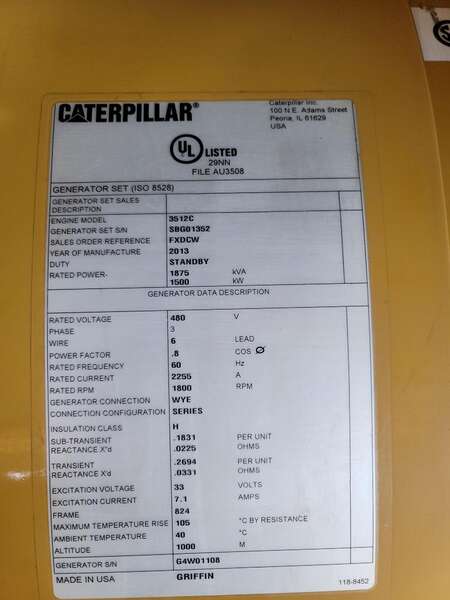 CATERPILLAR®
Caterpillar Inc.
100 N.E. Adams Street
Peoria, IL 61629
USA
UL LISTED
29NN
FILE AU3508
GENERATOR SET (ISO 8528)
GENERATOR SET SALES
DESCRIPTION
ENGINE MODEL 3512C
GENERATOR SET S/N SBG01352
SALES ORDER REFERENCE FXDCW
YEAR OF MANUFACTURE 2013
DUTY STANDBY
RATED POWER- 1875 kVA
1500 kW
GENERATOR DATA DESCRIPTION
RATED VOLTAGE 480 V
PHASE 3
WIRE 6 LEAD
POWER FACTOR .8 COS Ø
RATED FREQUENCY 60 Hz
RATED CURRENT 2255 A
RATED RPM 1800 RPM
GENERATOR CONNECTION WYE
CONNECTION CONFIGURATION SERIES
INSULATION CLASS H
SUB-TRANSIENT .1831 PER UNIT
REACTANCE X"d .0225 OHMS
TRANSIENT .2694 PER UNIT
REACTANCE X'd .0331 OHMS
EXCITATION VOLTAGE 33 VOLTS
EXCITATION CURRENT 7.1 AMPS
FRAME 824
MAXIMUM TEMPERATURE RISE 105 °C BY RESISTANCE
AMBIENT TEMPERATURE 40 °C
ALTITUDE 1000 M
GENERATOR S/N G4W01108
MADE IN USA GRIFFIN 118-8452